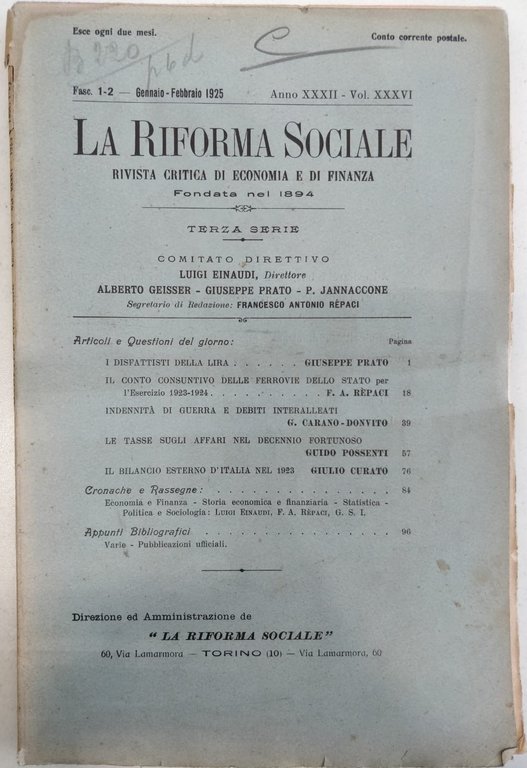 Esce ogni due mesi. Conto corrente postale.
Fasc. 1-2 — Gennaio-Febbraio 1925 Anno XXXII - Vol. XXXVI
LA RIFORMA SOCIALE
RIVISTA CRITICA DI ECONOMIA E DI FINANZA
Fondata nel 1894
TERZA SERIE
COMITATO DIRETTIVO
LUIGI EINAUDI, Direttore
ALBERTO GEISSER - GIUSEPPE PRATO - P. JANNACCONE
Segretario di Redazione: FRANCESCO ANTONIO RÈPACI
Articoli e Questioni del giorno: Pagina
I DISFATTISTI DELLA LIRA . . . . . . GIUSEPPE PRATO 1
IL CONTO CONSUNTIVO DELLE FERROVIE DELLO STATO per
l'Esercizio 1923-1924 . . . . . . . . . . F. A. RÈPACI 18
INDENNITÀ DI GUERRA E DEBITI INTERALLEATI
G. CARANO-DONVITO 39
LE TASSE SUGLI AFFARI NEL DECENNIO FORTUNOSO
GUIDO POSSENTI 57
IL BILANCIO ESTERNO D'ITALIA NEL 1923 GIULIO CURATO 76
Cronache e Rassegne: . . . . . . . . . . . . . . . 84
Economia e Finanza - Storia economica e finanziaria - Statistica -
Politica e Sociologia: LUIGI EINAUDI, F. A. RÈPACI, G. S. I.
Appunti Bibliografici . . . . . . . . . . . . . . . . 96
Varie - Pubblicazioni ufficiali.
Direzione ed Amministrazione de
"LA RIFORMA SOCIALE"
60, Via Lamarmora — TORINO (10) — Via Lamarmora, 60